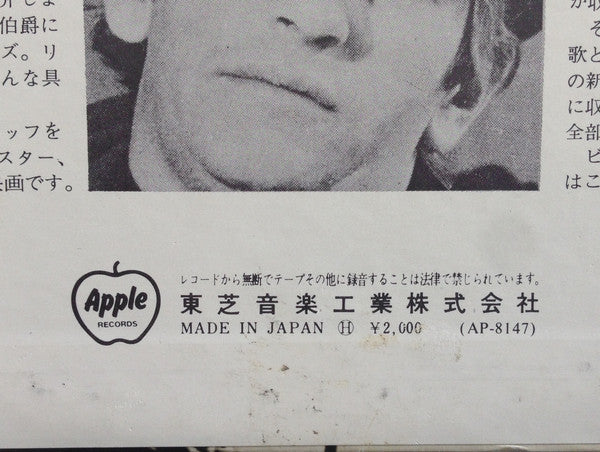 しま
伯爵に
ズ。リ
んな具
ッフを
スター、
画です。
が収
そ
歌と
の新
に収
全部
ビ
はこ
Apple
RECORDS
レコードから無断でテープその他に録音することは法律で禁じられています。
東芝音楽工業株式会社
MADE IN JAPAN Ⓗ ¥2,000 (AP-8147)